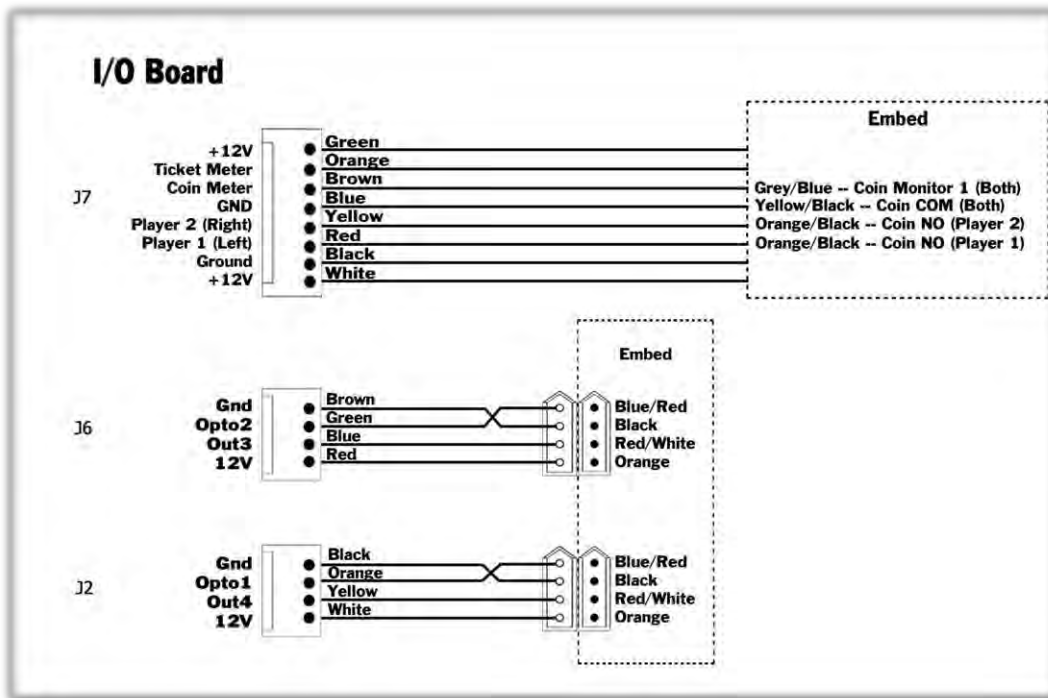 I/O Board
Embed
J7
+12V Green
Ticket Meter Orange
Coin Meter Brown Grey/Blue -- Coin Monitor 1 (Both)
GND Blue Yellow/Black -- Coin COM (Both)
Player 2 (Right) Yellow Orange/Black -- Coin NO (Player 2)
Player 1 (Left) Red Orange/Black -- Coin NO (Player 1)
Ground Black
+12V White
Embed
J6
Gnd Brown Blue/Red
Opto2 Green Black
Out3 Blue Red/White
12V Red Orange
J2
Gnd Black Blue/Red
Opto1 Orange Black
Out4 Yellow Red/White
12V White Orange